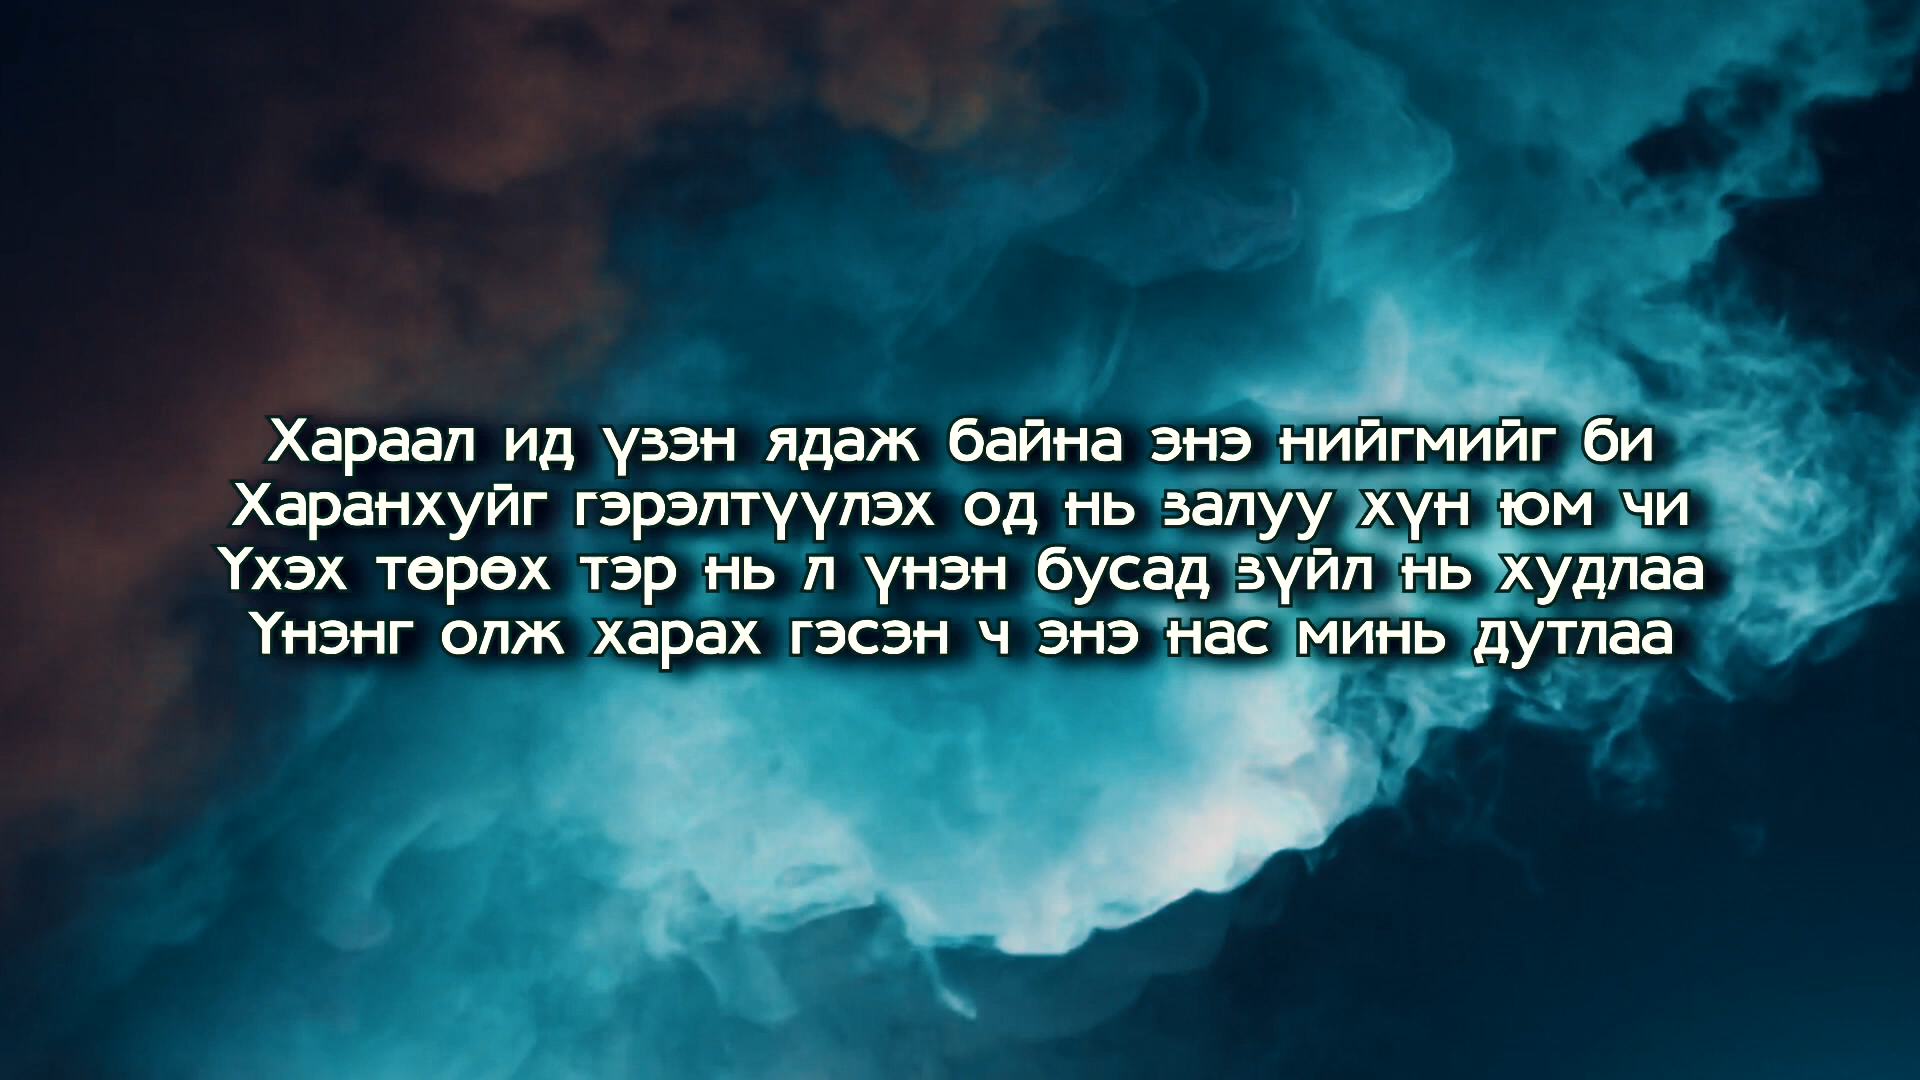 Хараал ид үзэн ядаж байна энэ нийгмийг би
Харанхуйг гэрэлтүүлэх од нь залуу хүн юм чи
Үхэх төрөх тэр нь л үнэн бусад зүйл нь худлаа
Үнэнг олж харах гэсэн ч энэ нас минь дутлаа